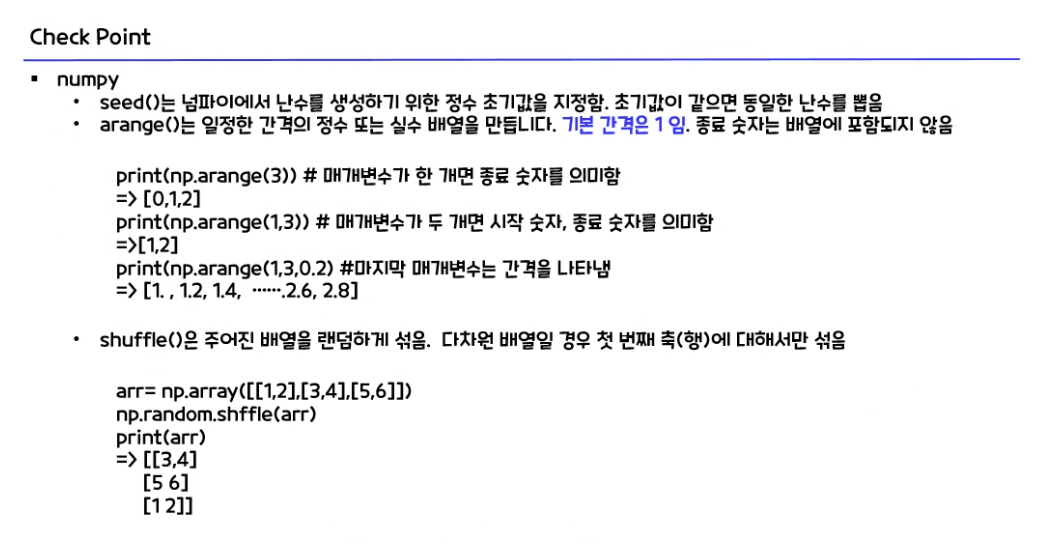 Check Point
▪ numpy
• seed()는 넘파이에서 난수를 생성하기 위한 정수 초기값을 지정함. 초기값이 같으면 동일한 난수를 뽑음
• arange()는 일정한 간격의 정수 또는 실수 배열을 만듭니다. 기본 간격은 1 임. 종료 숫자는 배열에 포함되지 않음
print(np.arange(3)) # 매개변수가 한 개면 종료 숫자를 의미함
=> [0,1,2]
print(np.arange(1,3)) # 매개변수가 두 개면 시작 숫자, 종료 숫자를 의미함
=>[1,2]
print(np.arange(1,3,0.2) #마지막 매개변수는 간격을 나타냄
=> [1. , 1.2, 1.4, ⋯⋯.2.6, 2.8]
• shuffle()은 주어진 배열을 랜덤하게 섞음. 다차원 배열일 경우 첫 번째 축(행)에 대해서만 섞음
arr= np.array([[1,2],[3,4],[5,6]])
np.random.shffle(arr)
print(arr)
=> [[3,4]
[5 6]
[1 2]]